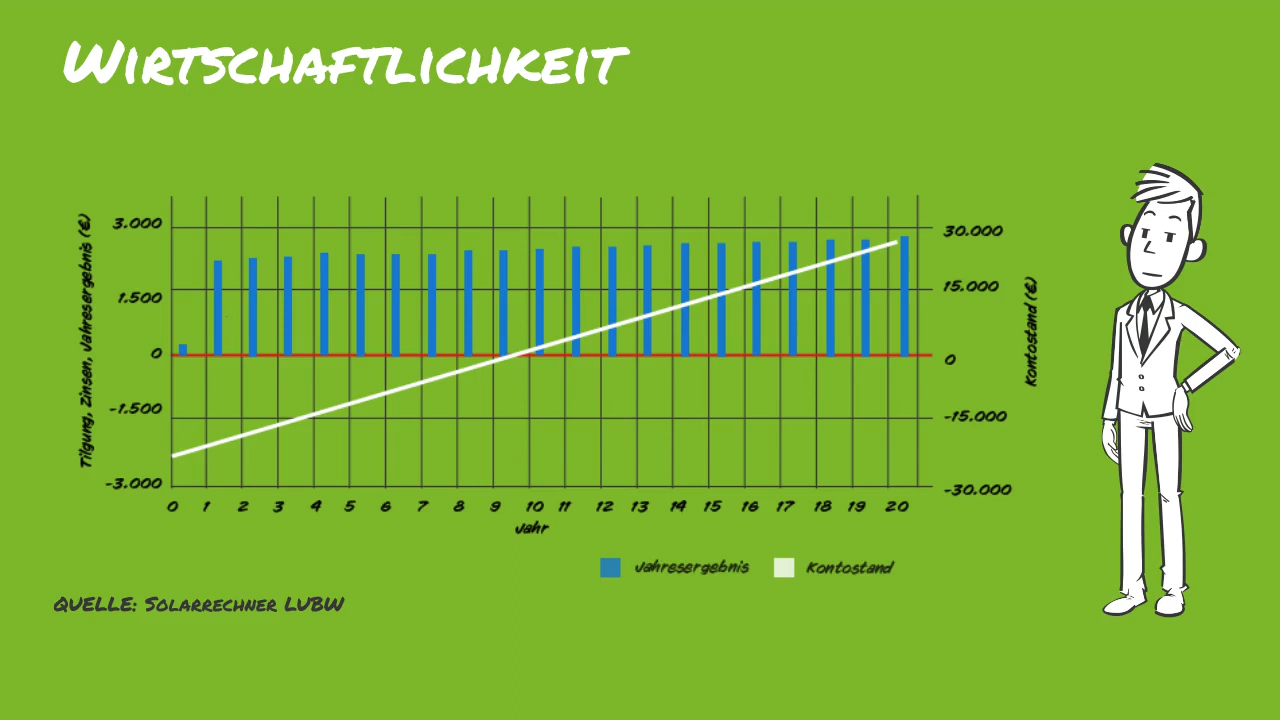 Wirtschaftlichkeit
Tilgung, Zinsen, Jahresergebnis (€)
3.000
1.500
0
-1.500
-3.000
30.000
15.000
0
-15.000
-30.000
Kontostand (€)
0 1 2 3 4 5 6 7 8 9 10 11 12 13 14 15 16 17 18 19 20
Jahr
Jahresergebnis Kontostand
QUELLE: Solarrechner LUBW